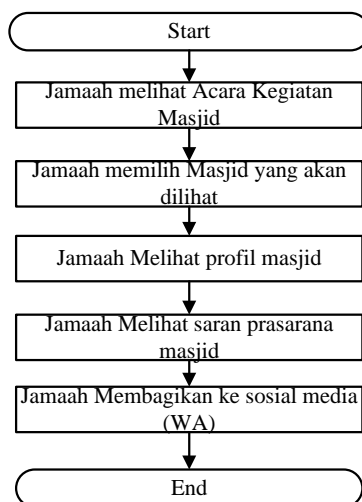 Start
Jamaah melihat Acara Kegiatan
Masjid
Jamaah memilih Masjid yang akan
dilihat
Jamaah Melihat profil masjid
Jamaah Melihat saran prasarana
masjid
Jamaah Membagikan ke sosial media
(WA)
End